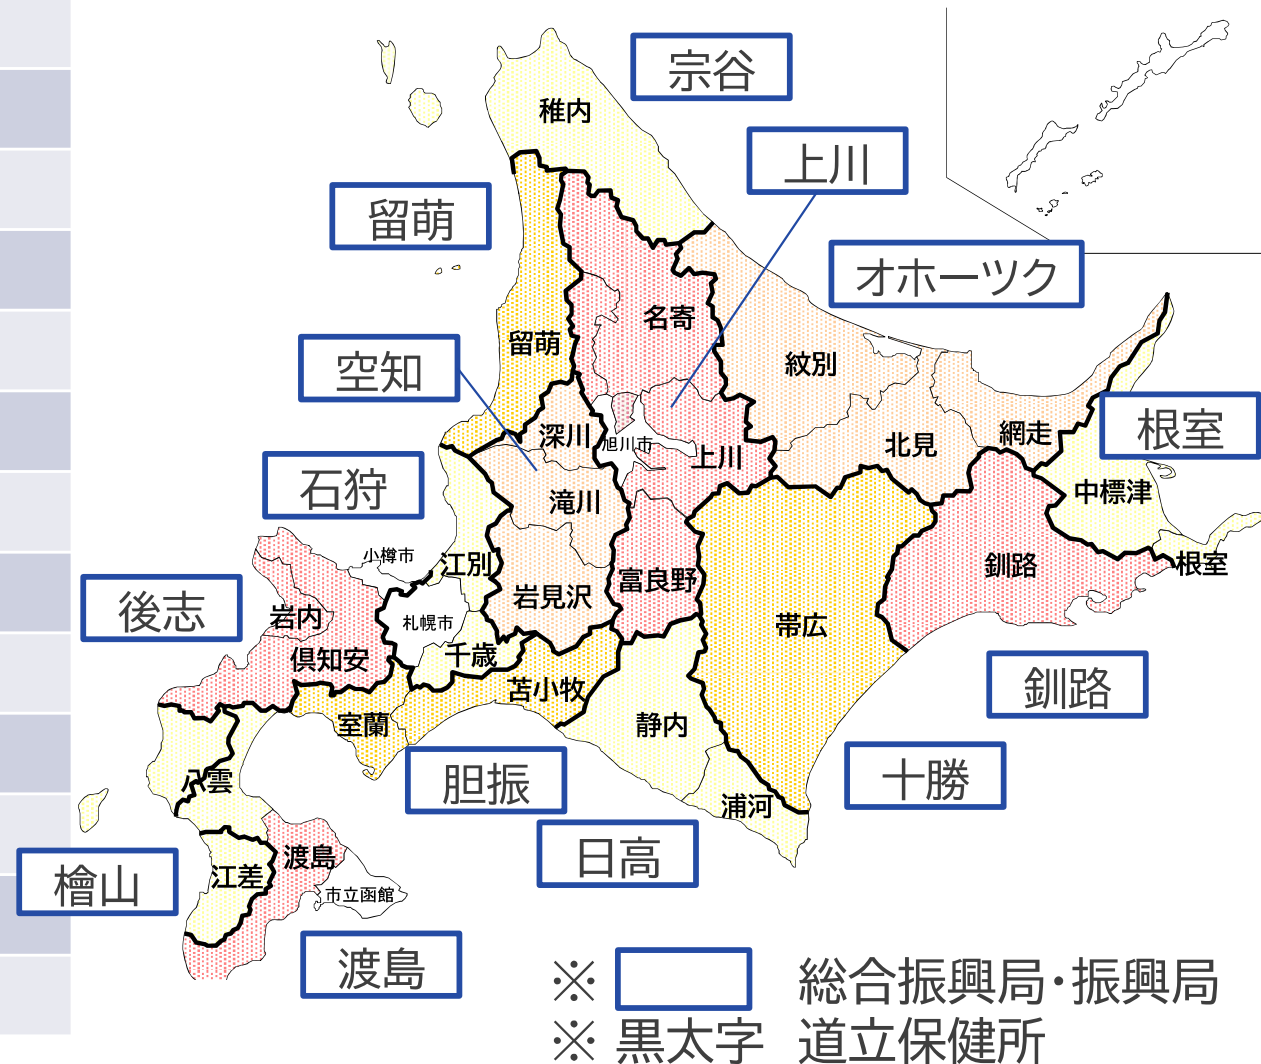 宗谷
稚内
上川
留萌
オホーツク
名寄
留萌
空知
紋別
根室
深川
旭川市
上川
北見
網走
石狩
滝川
中標津
小樽市
江別
釧路
根室
後志
岩内
札幌市
岩見沢
富良野
帯広
倶知安
千歳
苫小牧
釧路
室蘭
静内
八雲
胆振
浦河
十勝
渡島
日高
檜山
江差
市立函館
渡島
※ 総合振興局・振興局
※ 黒太字 道立保健所